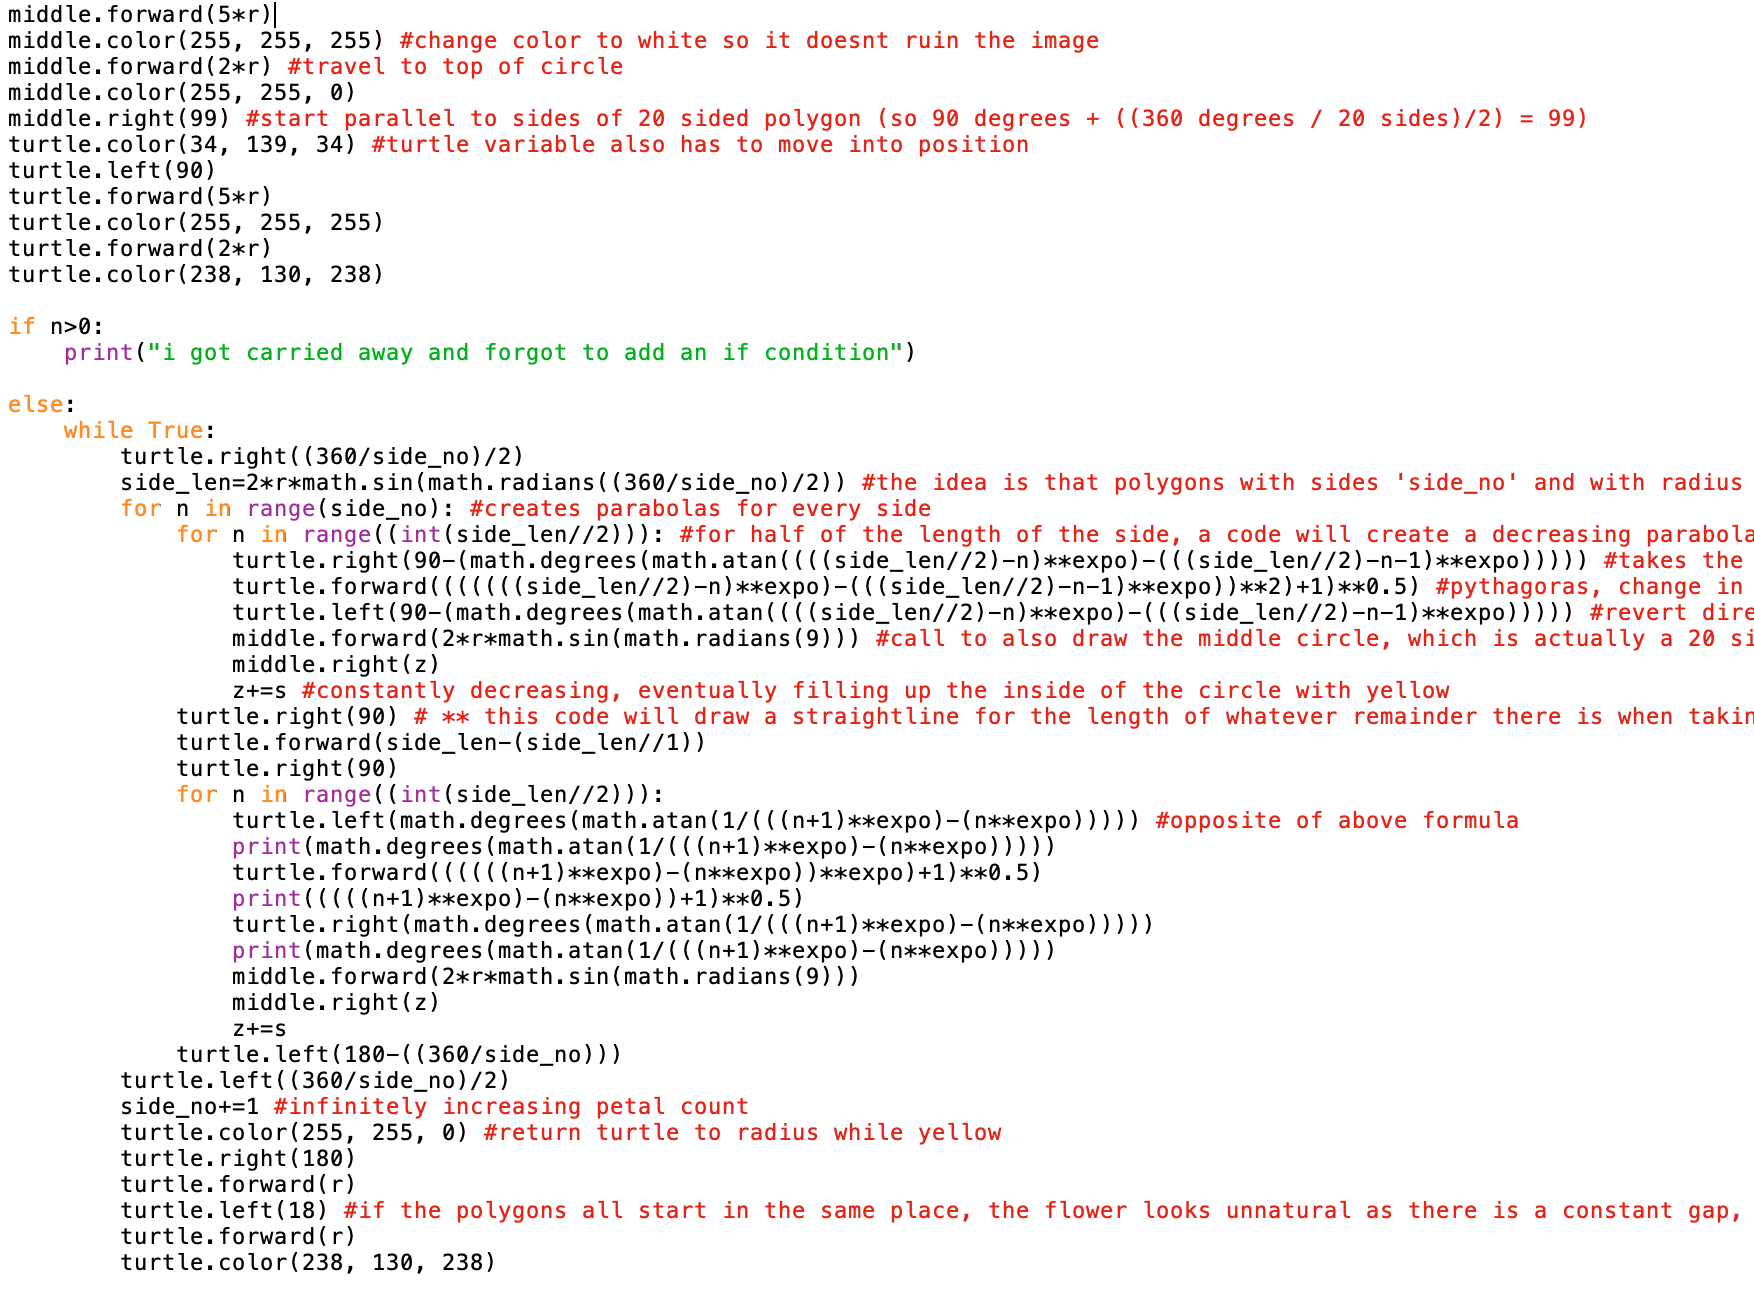 middle.forward(5*r)
middle.color(255, 255, 255) #change color to white so it doesnt ruin the image
middle.forward(2*r) #travel to top of circle
middle.color(255, 255, 0)
middle.right(99) #start parallel to sides of 20 sided polygon (so 90 degrees + ((360 degrees / 20 sides)/2) = 99)
turtle.color(34, 139, 34) #turtle variable also has to move into position
turtle.left(90)
turtle.forward(5*r)
turtle.color(255, 255, 255)
turtle.forward(2*r)
turtle.color(238, 130, 238)

if n>0:
    print("i got carried away and forgot to add an if condition")

else:
    while True:
        turtle.right((360/side_no)/2)
        side_len=2*r*math.sin(math.radians((360/side_no)/2)) #the idea is that polygons with sides 'side_no' and with radius
        for n in range(side_no): #creates parabolas for every side
            for n in range((int(side_len//2))): #for half of the length of the side, a code will create a decreasing parabola
                turtle.right(90-(math.degrees(math.atan((((side_len//2)-n)**expo)-(((side_len//2)-n-1)**expo))))) #takes the
                turtle.forward(((((((side_len//2)-n)**expo)-(((side_len//2)-n-1)**expo))**2)+1)**0.5) #pythagoras, change in
                turtle.left(90-(math.degrees(math.atan((((side_len//2)-n)**expo)-(((side_len//2)-n-1)**expo))))) #revert dire
                middle.forward(2*r*math.sin(math.radians(9))) #call to also draw the middle circle, which is actually a 20 si
                middle.right(z)
                z+=s #constantly decreasing, eventually filling up the inside of the circle with yellow
            turtle.right(90) # ** this code will draw a straightline for the length of whatever remainder there is when takin
            turtle.forward(side_len-(side_len//1))
            turtle.right(90)
            for n in range((int(side_len//2))):
                turtle.left(math.degrees(math.atan(1/(((n+1)**expo)-(n**expo))))) #opposite of above formula
                print(math.degrees(math.atan(1/(((n+1)**expo)-(n**expo)))))
                turtle.forward((((((n+1)**expo)-(n**expo))**expo)+1)**0.5)
                print(((((n+1)**expo)-(n**expo))+1)**0.5)
                turtle.right(math.degrees(math.atan(1/(((n+1)**expo)-(n**expo)))))
                print(math.degrees(math.atan(1/(((n+1)**expo)-(n**expo)))))
                middle.forward(2*r*math.sin(math.radians(9)))
                middle.right(z)
                z+=s
            turtle.left(180-((360/side_no)))
        turtle.left((360/side_no)/2)
        side_no+=1 #infinitely increasing petal count
        turtle.color(255, 255, 0) #return turtle to radius while yellow
        turtle.right(180)
        turtle.forward(r)
        turtle.left(18) #if the polygons all start in the same place, the flower looks unnatural as there is a constant gap,
        turtle.forward(r)
        turtle.color(238, 130, 238)